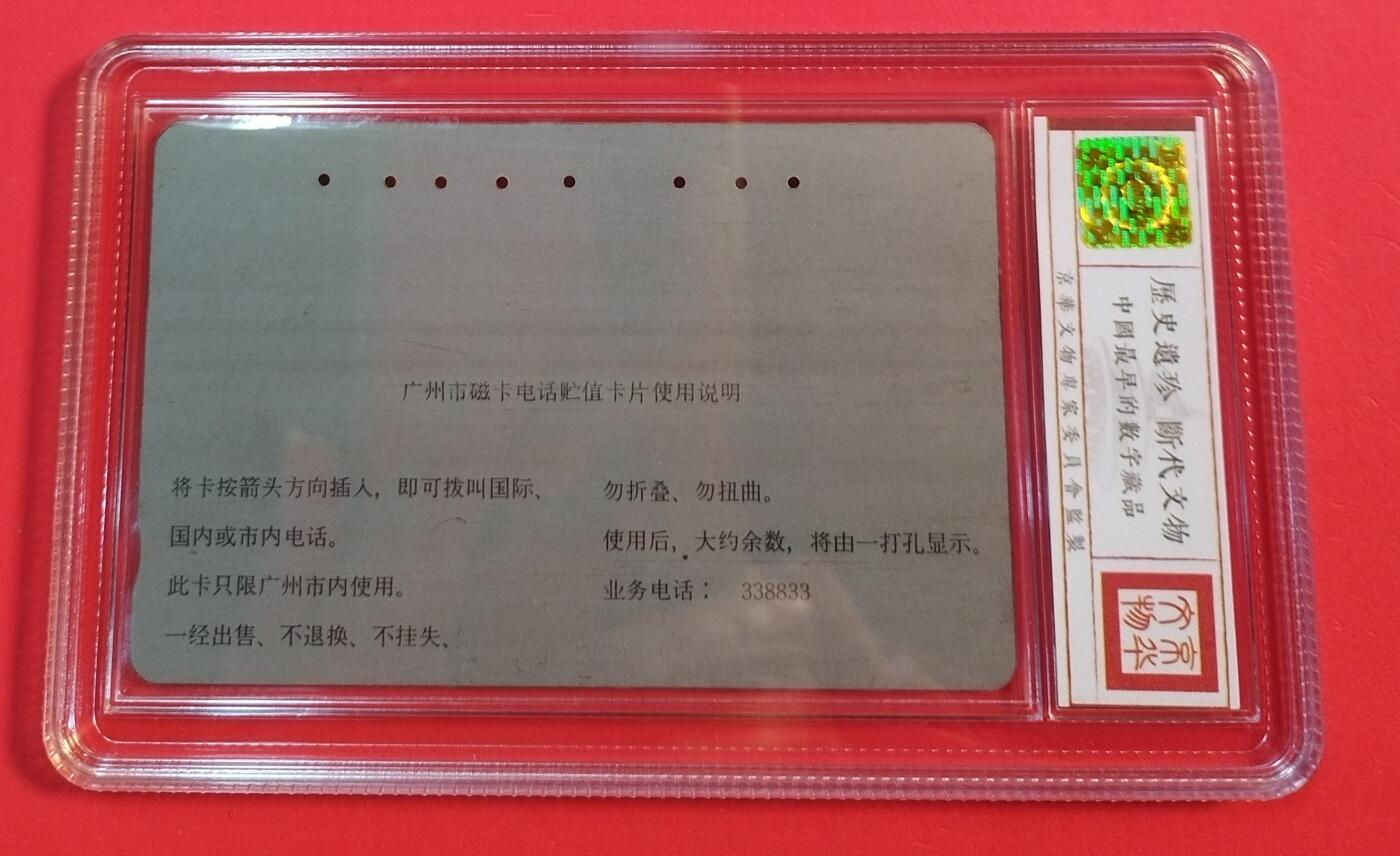 广州市磁卡电话贮值卡片使用说明
将卡按箭头方向插入，即可拨叫国际、
国内或市内电话。
此卡只限广州市内使用。
一经出售、不退换、不挂失、
勿折叠、勿扭曲。
使用后，大约余数，将由一打孔显示。
业务电话： 338833
歷史遺珍 斷代文物
中國最早的数字藏品
京華文物專家委員會監製
京华
文物